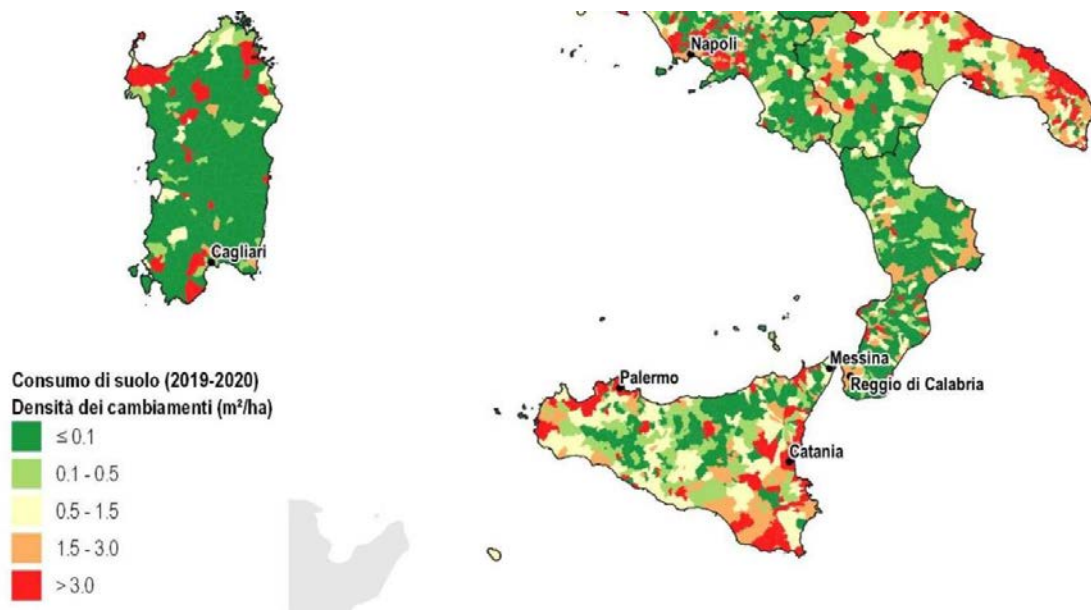 Napoli
Cagliari
Messina
Palermo
Reggio di Calabria
Catania
Consumo di suolo (2019-2020)
Densità dei cambiamenti (m²/ha)
≤ 0.1
0.1 - 0.5
0.5 - 1.5
1.5 - 3.0
> 3.0